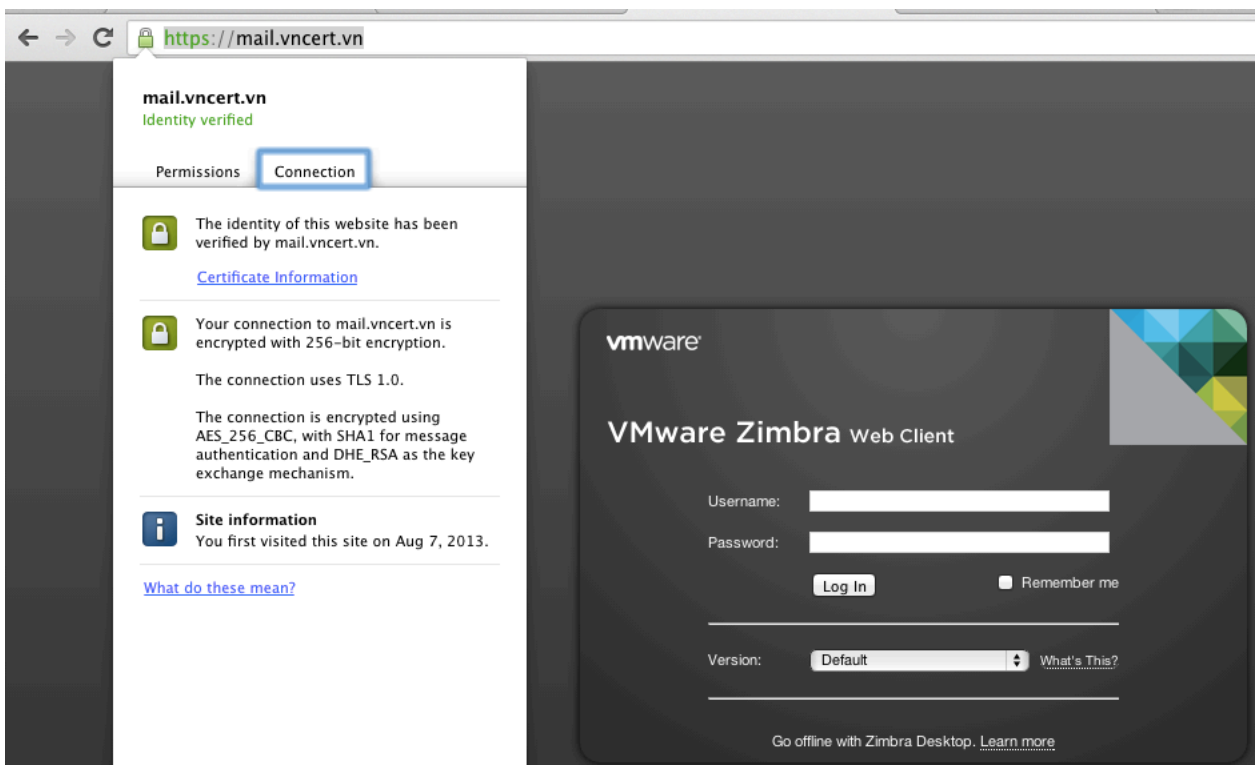 https://mail.vncert.vn
mail.vncert.vn
Identity verified
Permissions
Connection
The identity of this website has been
verified by mail.vncert.vn.
Certificate Information
Your connection to mail.vncert.vn is
encrypted with 256-bit encryption.
The connection uses TLS 1.0.
The connection is encrypted using
AES_256_CBC, with SHA1 for message
authentication and DHE_RSA as the key
exchange mechanism.
Site information
You first visited this site on Aug 7, 2013.
What do these mean?
vmware®
VMware Zimbra Web Client
Username:
Password:
Log In
Remember me
Version:
Default
What's This?
Go offline with Zimbra Desktop. Learn more